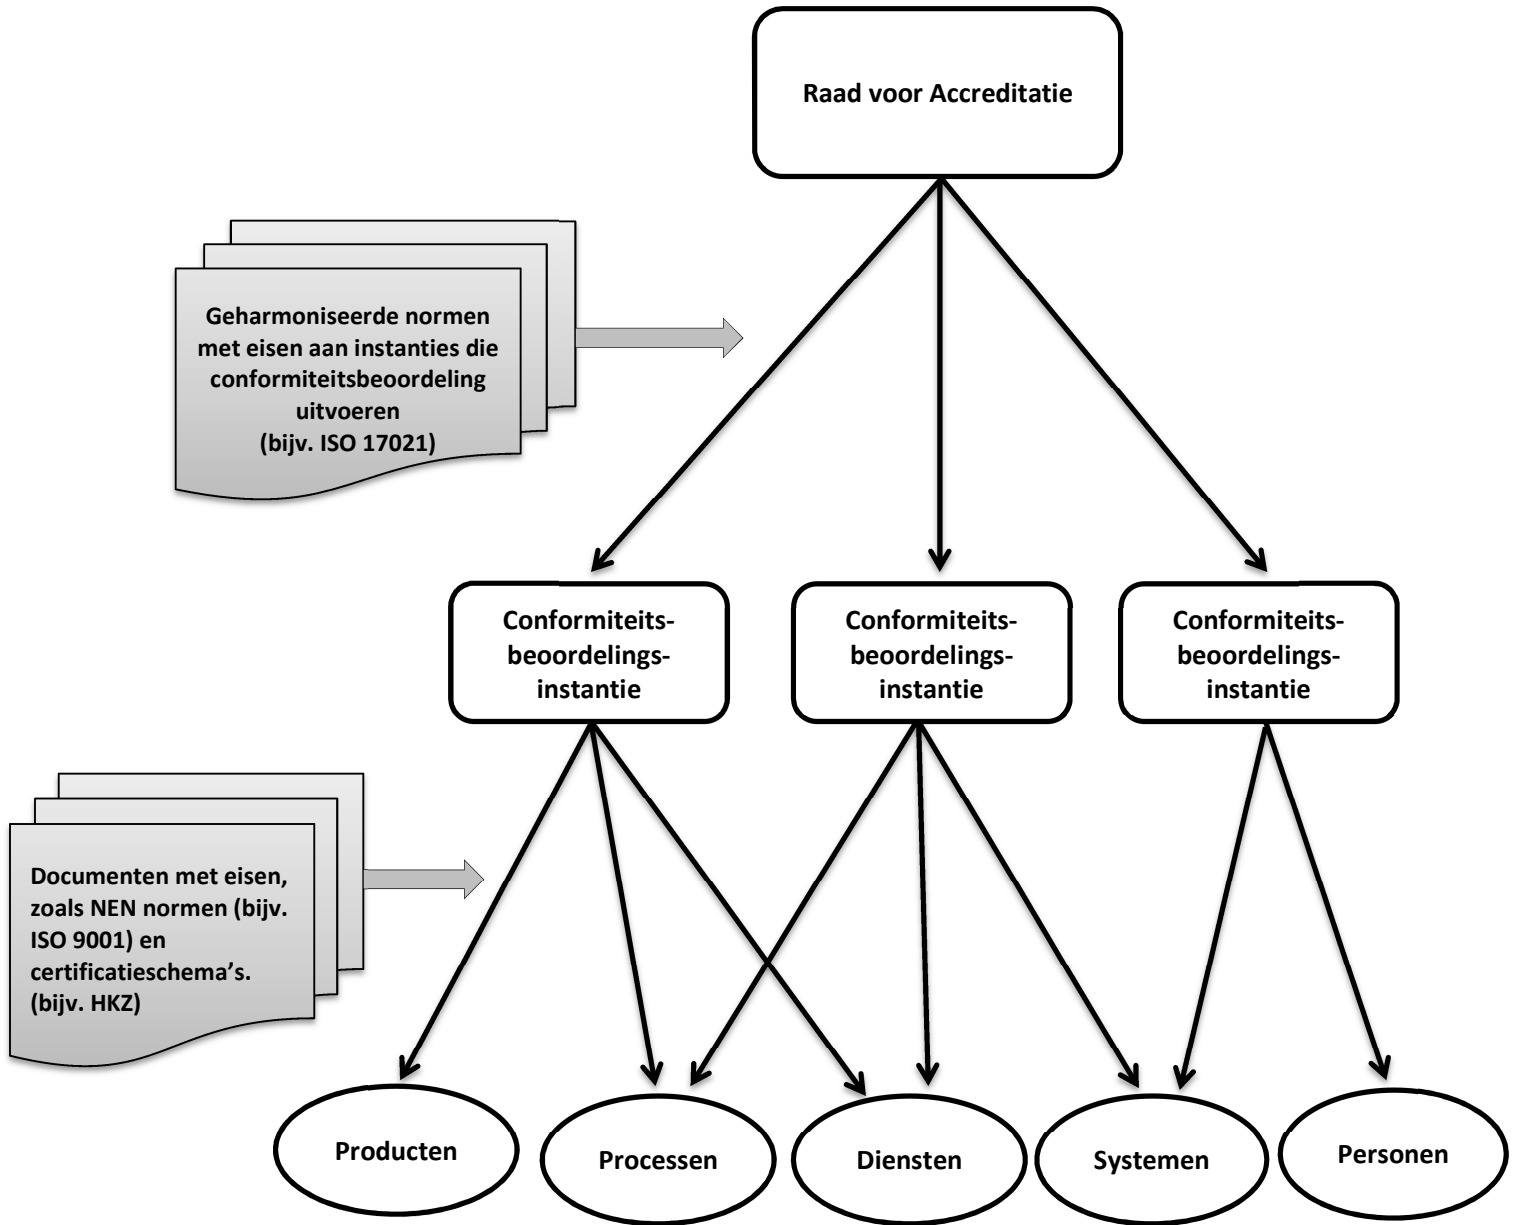 Raad voor Accreditatie
Geharmoniseerde normen
met eisen aan instanties die
conformiteitsbeoordeling
uitvoeren
(bijv. ISO 17021)
Conformiteits-
beoordelings-
instantie
Conformiteits-
beoordelings-
instantie
Conformiteits-
beoordelings-
instantie
Documenten met eisen,
zoals NEN normen (bijv.
ISO 9001) en
certificatieschema's.
(bijv. HKZ)
Producten
Processen
Diensten
Systemen
Personen